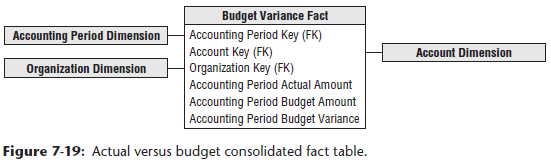 Budget Variance Fact
Accounting Period Dimension
Accounting Period Key (FK)
Account Key (FK)
Account Dimension
Organization Dimension
Organization Key (FK)
Accounting Period Actual Amount
Accounting Period Budget Amount
Accounting Period Budget Variance
Figure 7-19: Actual versus budget consolidated fact table.